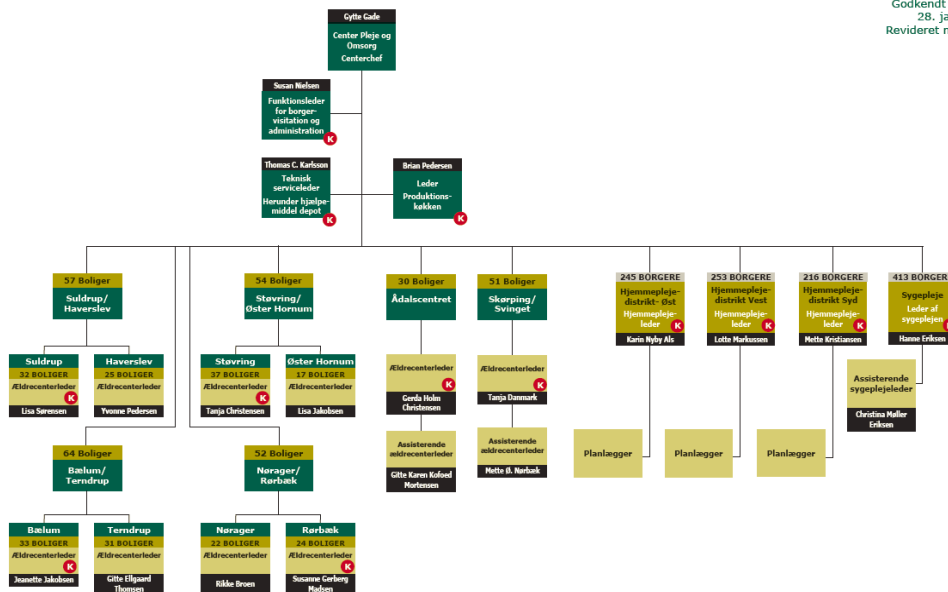 Godkendt
28. ja
Revideret n
Gytte Gade
Center Pleje og
Omsorg
Centerchef
Susan Nielsen
Funktionsleder
for borger-
visitation og
administration
K
Thomas C. Karlsson
Teknisk
serviceleder
Herunder hjælpe-
middel depot
K
Brian Pedersen
Leder
Produktions-
køkken
K
57 Boliger
Suldrup/
Haverslev
54 Boliger
Støvring/
Øster Hornum
30 Boliger
Ådalscentret
51 Boliger
Skørping/
Svinget
245 BORGERE
Hjemmepleje-
distrikt- Øst
Hjemmepleje-
leder
K
Karin Nyby Als
253 BORGERE
Hjemmepleje-
distrikt Vest
Hjemmepleje-
leder
K
Lotte Markussen
216 BORGERE
Hjemmepleje-
distrikt Syd
Hjemmepleje-
leder
K
Mette Kristiansen
413 BORGER
Sygepleje
Leder af
sygeplejen
K
Hanne Eriksen
Suldrup
32 BOLIGER
Ældrecenterleder
K
Lisa Sørensen
Haverslev
25 BOLIGER
Ældrecenterleder
Yvonne Pedersen
Støvring
37 BOLIGER
Ældrecenterleder
K
Tanja Christensen
Øster Hornum
17 BOLIGER
Ældrecenterleder
Lisa Jakobsen
Ældrecenterleder
K
Gerda Holm
Christensen
Ældrecenterleder
K
Tanja Danmark
Assisterende
sygeplejeleder
Christina Møller
Eriksen
Assisterende
ældrecenterleder
Gitte Karen Kofoed
Mortensen
Assisterende
ældrecenterleder
Mette Ø. Nørbæk
Planlægger
Planlægger
Planlægger
64 Boliger
Bælum/
Terndrup
52 Boliger
Nørager/
Rørbæk
Bælum
33 BOLIGER
Ældrecenterleder
K
Jeanette Jakobsen
Terndrup
31 BOLIGER
Ældrecenterleder
Gitte Ellgaard
Thomsen
Nørager
22 BOLIGER
Ældrecenterleder
Rikke Broen
Rørbæk
24 BOLIGER
Ældrecenterleder
K
Susanne Gerberg
Madsen